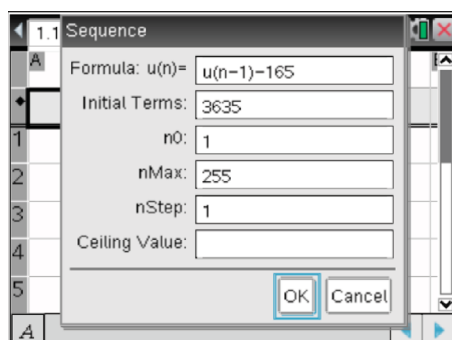 1.1
Sequence
A
Formula: u(n)= u(n−1)−165
Initial Terms: 3635
n0: 1
1
nMax: 255
2
nStep: 1
3
Ceiling Value:
4
5
OK Cancel
A